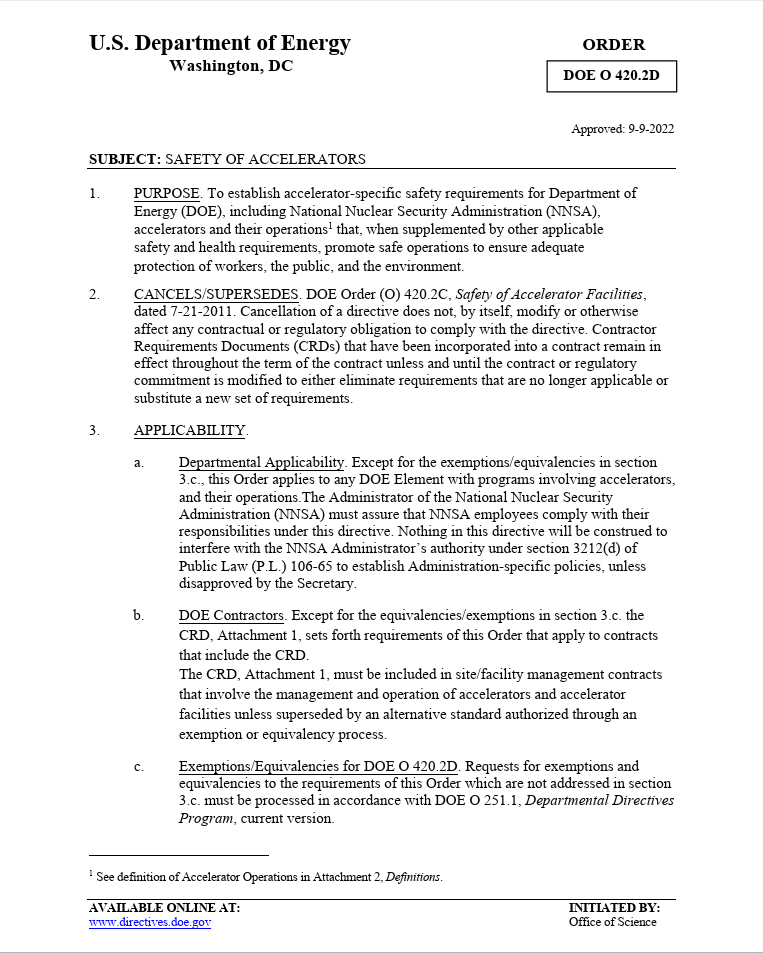 U.S. Department of Energy
Washington, DC
ORDER
DOE O 420.2D
Approved: 9-9-2022
SUBJECT: SAFETY OF ACCELERATORS
1. PURPOSE. To establish accelerator-specific safety requirements for Department of
Energy (DOE), including National Nuclear Security Administration (NNSA),
accelerators and their operations¹ that, when supplemented by other applicable
safety and health requirements, promote safe operations to ensure adequate
protection of workers, the public, and the environment.
2. CANCELS/SUPERSEDES. DOE Order (O) 420.2C, Safety of Accelerator Facilities,
dated 7-21-2011. Cancellation of a directive does not, by itself, modify or otherwise
affect any contractual or regulatory obligation to comply with the directive. Contractor
Requirements Documents (CRDs) that have been incorporated into a contract remain in
effect throughout the term of the contract unless and until the contract or regulatory
commitment is modified to either eliminate requirements that are no longer applicable or
substitute a new set of requirements.
3. APPLICABILITY.
a. Departmental Applicability. Except for the exemptions/equivalencies in section
3.c., this Order applies to any DOE Element with programs involving accelerators,
and their operations.The Administrator of the National Nuclear Security
Administration (NNSA) must assure that NNSA employees comply with their
responsibilities under this directive. Nothing in this directive will be construed to
interfere with the NNSA Administrator's authority under section 3212(d) of
Public Law (P.L.) 106-65 to establish Administration-specific policies, unless
disapproved by the Secretary.
b. DOE Contractors. Except for the equivalencies/exemptions in section 3.c. the
CRD, Attachment 1, sets forth requirements of this Order that apply to contracts
that include the CRD.
The CRD, Attachment 1, must be included in site/facility management contracts
that involve the management and operation of accelerators and accelerator
facilities unless superseded by an alternative standard authorized through an
exemption or equivalency process.
c. Exemptions/Equivalencies for DOE O 420.2D. Requests for exemptions and
equivalencies to the requirements of this Order which are not addressed in section
3.c. must be processed in accordance with DOE O 251.1, Departmental Directives
Program, current version.
¹ See definition of Accelerator Operations in Attachment 2, Definitions.
AVAILABLE ONLINE AT:
www.directives.doe.gov
INITIATED BY:
Office of Science